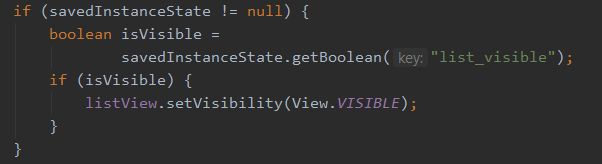 if (savedInstanceState != null) {
    boolean isVisible =
            savedInstanceState.getBoolean( key: "list_visible");
    if (isVisible) {
        listView.setVisibility(View.VISIBLE);
    }
}